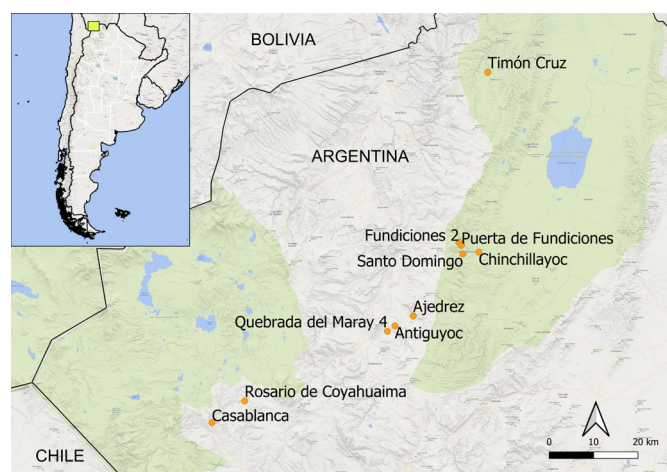 BOLIVIA
Timón Cruz
ARGENTINA
Fundiciones 2
Puerta de Fundiciones
Santo Domingo
Chinchillayoc
Ajedrez
Quebrada del Maray 4
Antiguyoc
Rosario de Coyahuaima
Casablanca
CHILE
0 10 20 km